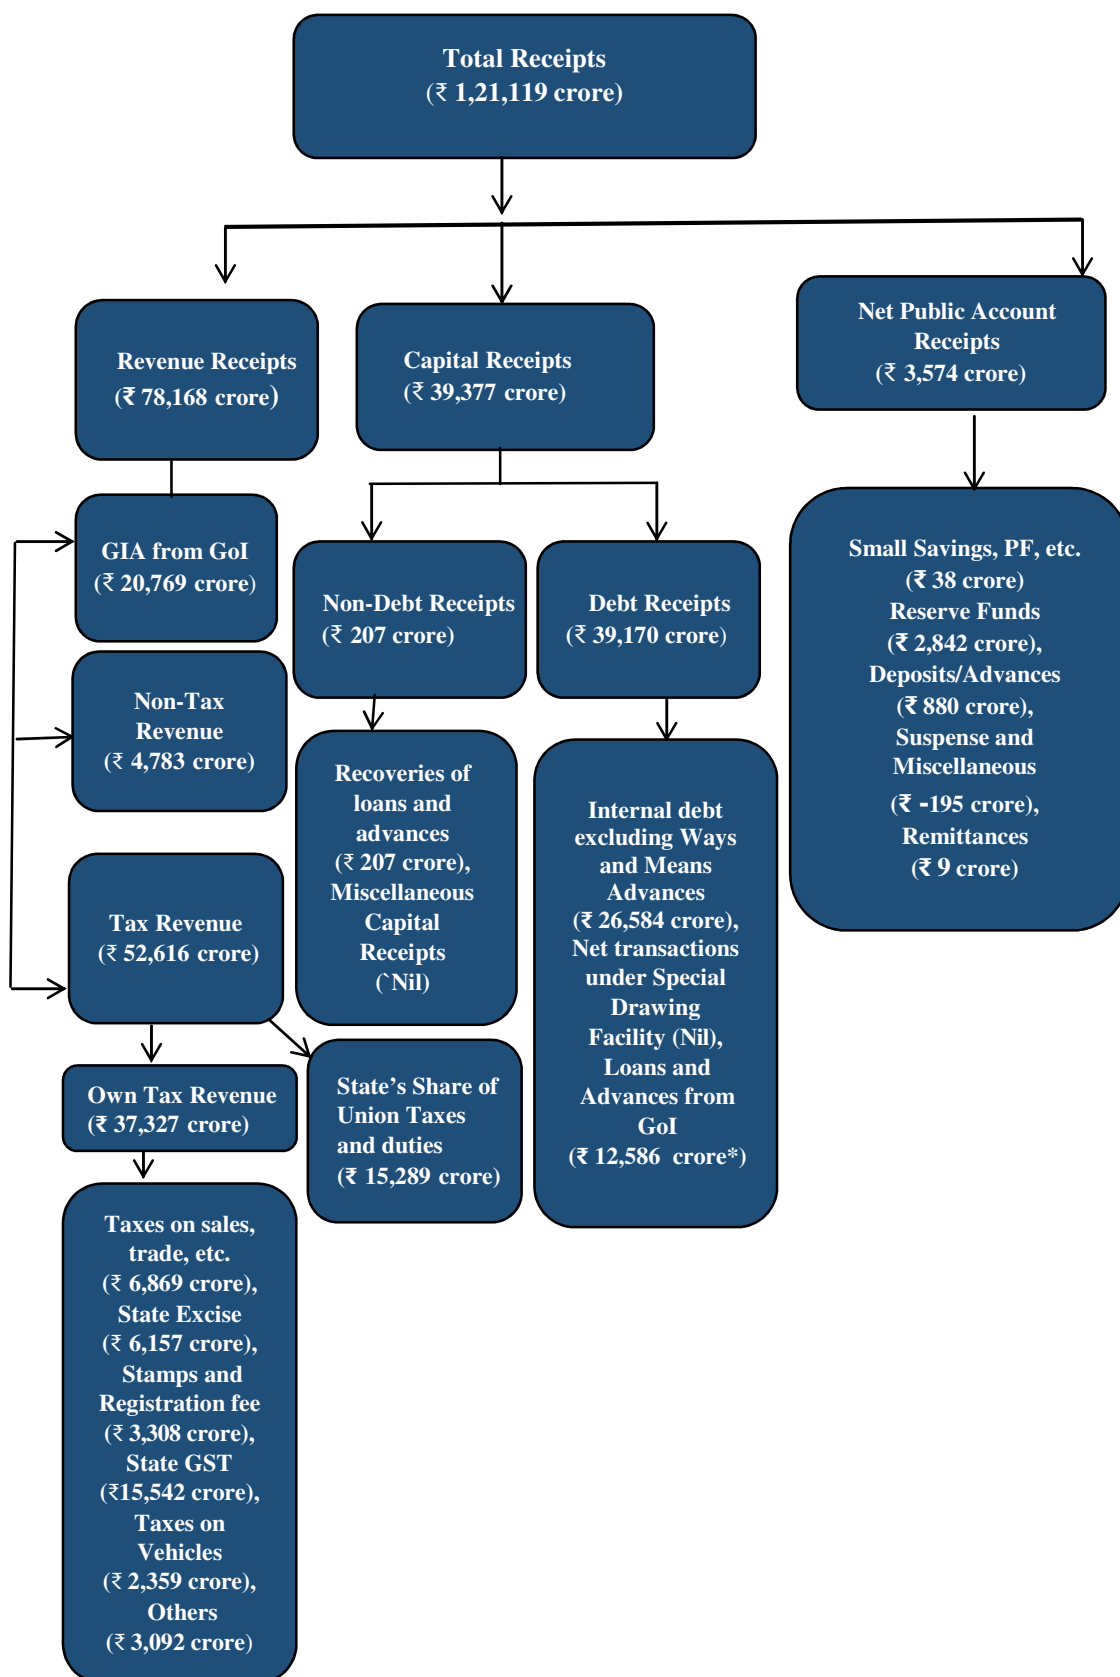 Total Receipts
(₹ 1,21,119 crore)
Revenue Receipts
(₹ 78,168 crore)
Capital Receipts
(₹ 39,377 crore)
Net Public Account
Receipts
(₹ 3,574 crore)
GIA from GoI
(₹ 20,769 crore)
Non-Tax
Revenue
(₹ 4,783 crore)
Tax Revenue
(₹ 52,616 crore)
Own Tax Revenue
(₹ 37,327 crore)
Taxes on sales,
trade, etc.
(₹ 6,869 crore),
State Excise
(₹ 6,157 crore),
Stamps and
Registration fee
(₹ 3,308 crore),
State GST
(₹15,542 crore),
Taxes on
Vehicles
(₹ 2,359 crore),
Others
(₹ 3,092 crore)
State’s Share of
Union Taxes
and duties
(₹ 15,289 crore)
Non-Debt Receipts
(₹ 207 crore)
Recoveries of
loans and
advances
(₹ 207 crore),
Miscellaneous
Capital
Receipts
(`Nil)
Debt Receipts
(₹ 39,170 crore)
Internal debt
excluding Ways
and Means
Advances
(₹ 26,584 crore),
Net transactions
under Special
Drawing
Facility (Nil),
Loans and
Advances from
GoI
(₹ 12,586 crore*)
Small Savings, PF, etc.
(₹ 38 crore)
Reserve Funds
(₹ 2,842 crore),
Deposits/Advances
(₹ 880 crore),
Suspense and
Miscellaneous
(₹ -195 crore),
Remittances
(₹ 9 crore)